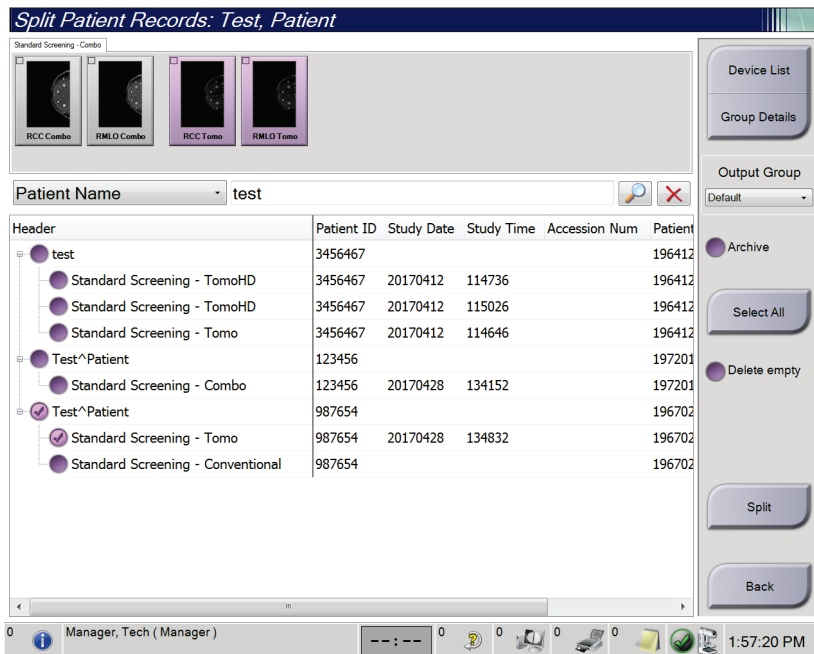 Split Patient Records: Test, Patient
Standard Screening - Combo
RCC Combo RMLO Combo RCC Tomo RMLO Tomo
Device List
Group Details
Output Group
Default
Patient Name test
Header Patient ID Study Date Study Time Accession Num Patient
test 3456467 196412
Standard Screening - TomoHD 3456467 20170412 114736 196412
Standard Screening - TomoHD 3456467 20170412 115026 196412
Standard Screening - Tomo 3456467 20170412 114646 196412
Test^Patient 123456 197201
Standard Screening - Combo 123456 20170428 134152 197201
Test^Patient 987654 196702
Standard Screening - Tomo 987654 20170428 134832 196702
Standard Screening - Conventional 987654 196702
Archive
Select All
Delete empty
Split
Back
0 Manager, Tech ( Manager ) --:-- 0 0 0 0 1:57:20 PM